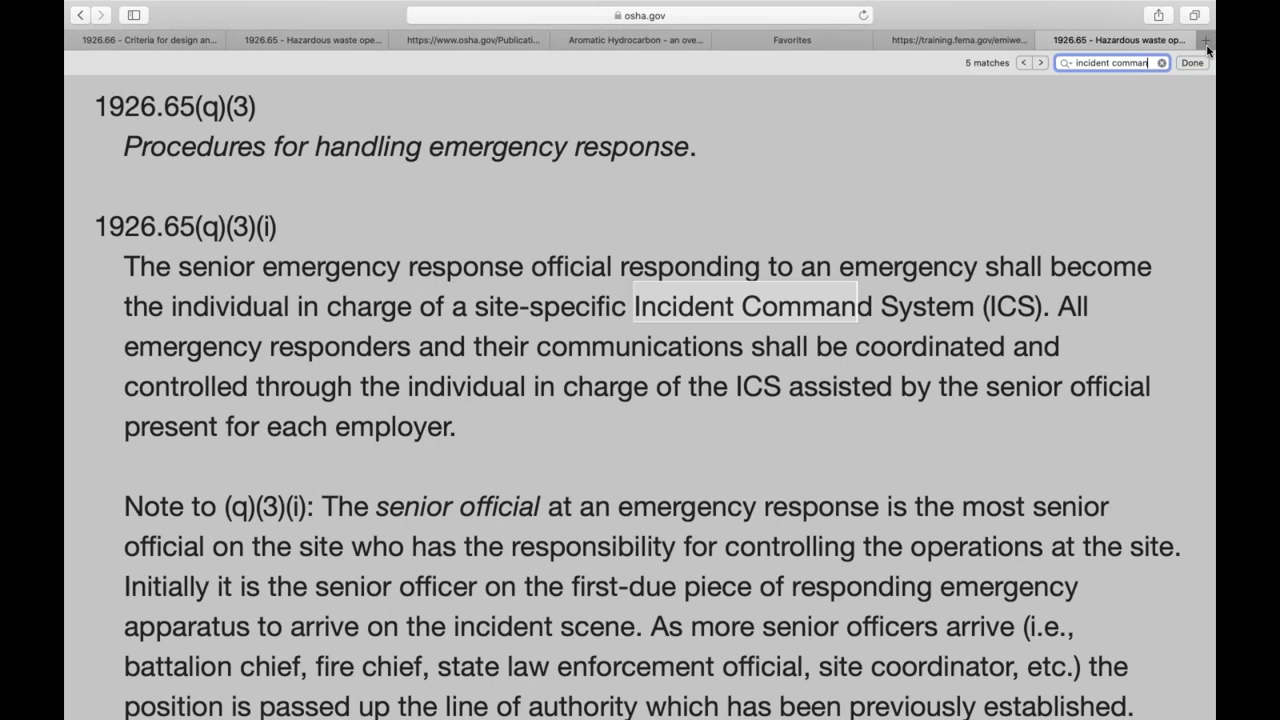 osha.gov
1926.66 - Criteria for design an...
1926.65 - Hazardous waste ope...
https://www.osha.gov/Publicati...
Aromatic Hydrocarbon - an ove...
Favorites
https://training.fema.gov/emiwe...
1926.65 - Hazardous waste op...
5 matches
incident comman
Done
1926.65(q)(3)
Procedures for handling emergency response.
1926.65(q)(3)(i)
The senior emergency response official responding to an emergency shall become
the individual in charge of a site-specific Incident Command System (ICS). All
emergency responders and their communications shall be coordinated and
controlled through the individual in charge of the ICS assisted by the senior official
present for each employer.
Note to (q)(3)(i): The senior official at an emergency response is the most senior
official on the site who has the responsibility for controlling the operations at the site.
Initially it is the senior officer on the first-due piece of responding emergency
apparatus to arrive on the incident scene. As more senior officers arrive (i.e.,
battalion chief, fire chief, state law enforcement official, site coordinator, etc.) the
position is passed up the line of authority which has been previously established.